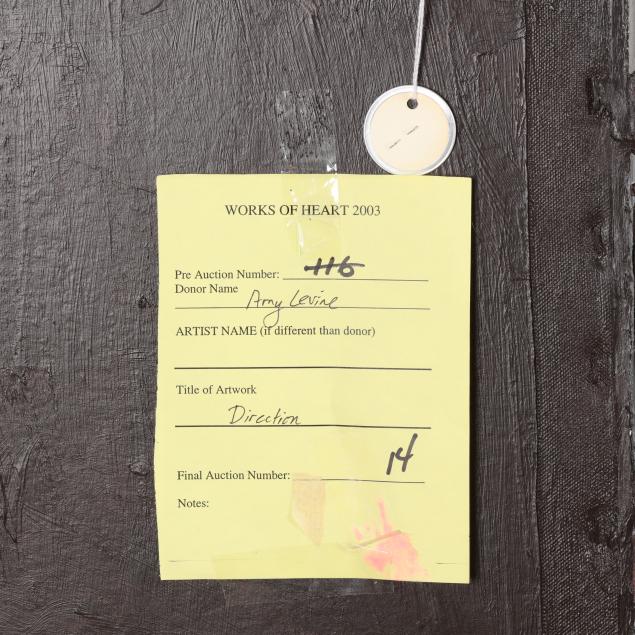 WORKS OF HEART 2003
Pre Auction Number: 116
Donor Name
Amy Levine
ARTIST NAME (if different than donor)
Title of Artwork
Direction
Final Auction Number: 14
Notes: